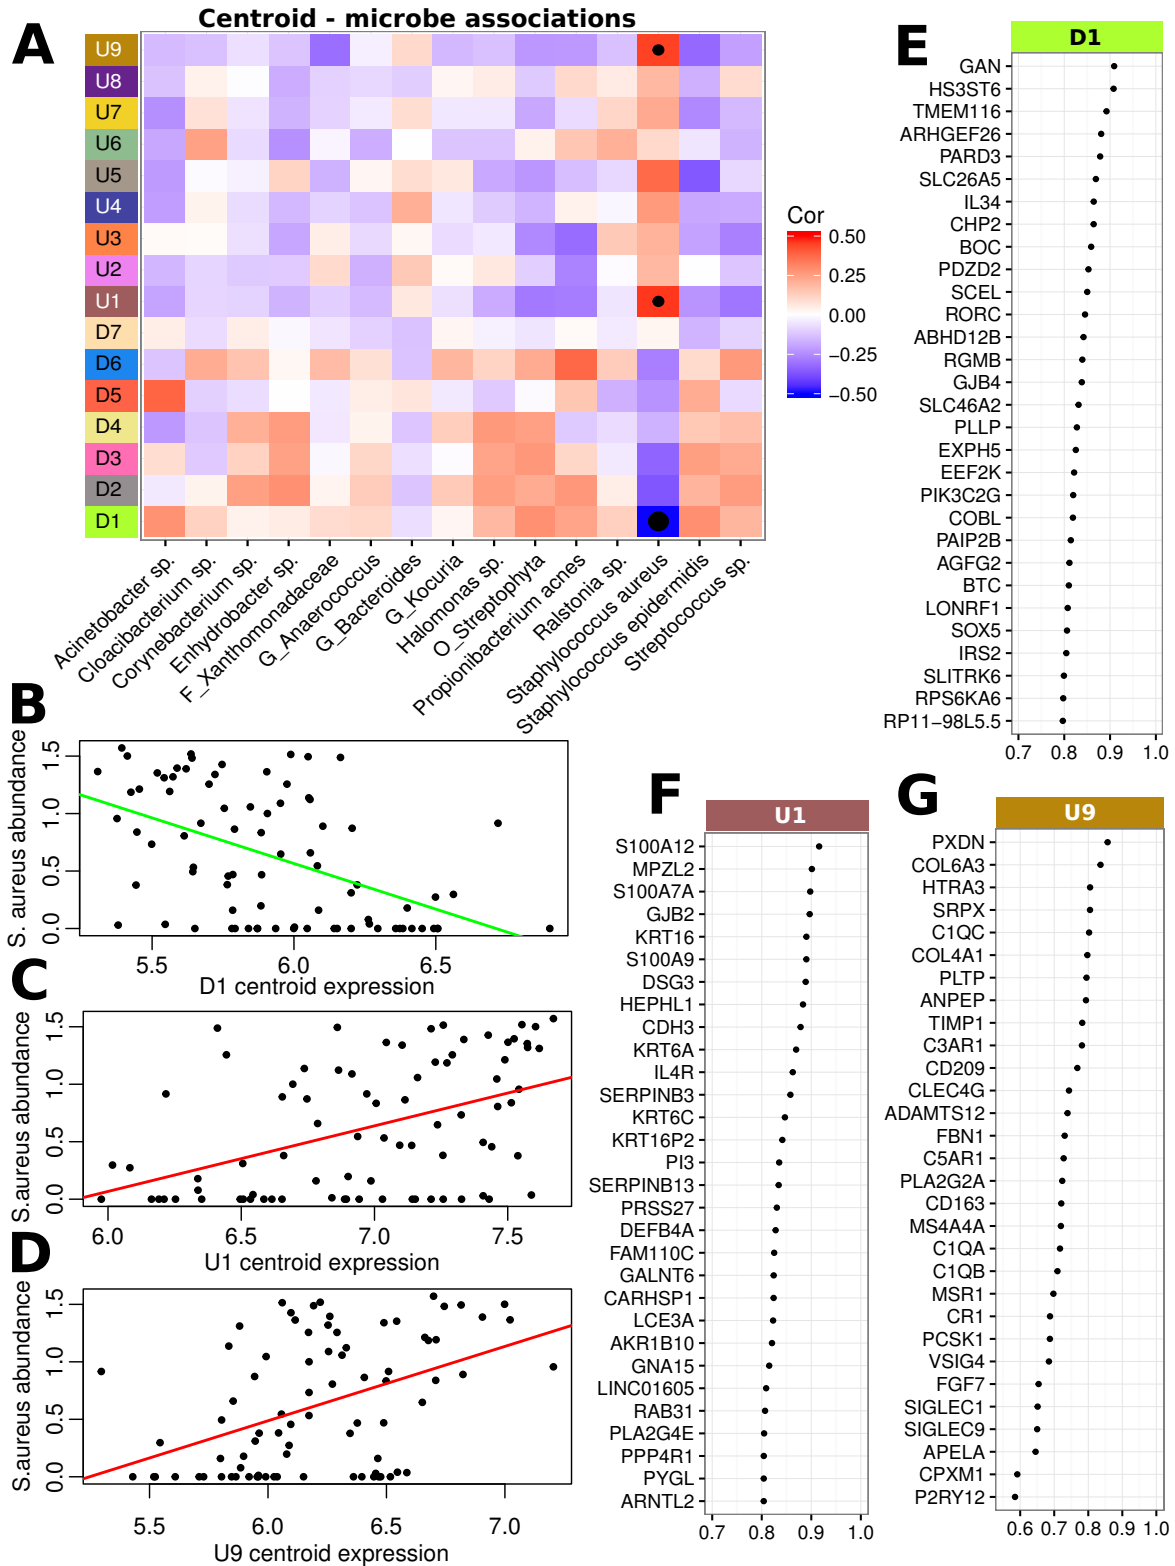 A
Centroid - microbe associations
U9
U8
U7
U6
U5
U4
U3
U2
U1
D7
D6
D5
D4
D3
D2
D1
Acinetobacter sp.
Cloacibacterium sp.
Corynebacterium sp.
Enhydrobacter sp.
F_Xanthomonadaceae
G_Anaerococcus
G_Bacteroides
G_Kocuria
Halomonas sp.
O_Streptophyta
Propionibacterium acnes
Ralstonia sp.
Staphylococcus aureus
Staphylococcus epidermidis
Streptococcus sp.
Cor
0.50
0.25
0.00
−0.25
−0.50
B
S. aureus abundance
0.0 0.5 1.0 1.5
5.5 6.0 6.5
D1 centroid expression
C
S.aureus abundance
0.0 0.5 1.0 1.5
6.0 6.5 7.0 7.5
U1 centroid expression
D
S.aureus abundance
0.0 0.5 1.0 1.5
5.5 6.0 6.5 7.0
U9 centroid expression
E
D1
GAN
HS3ST6
TMEM116
ARHGEF26
PARD3
SLC26A5
IL34
CHP2
BOC
PDZD2
SCEL
RORC
ABHD12B
RGMB
GJB4
SLC46A2
PLLP
EXPH5
EEF2K
PIK3C2G
COBL
PAIP2B
AGFG2
BTC
LONRF1
SOX5
IRS2
SLITRK6
RPS6KA6
RP11−98L5.5
0.7 0.8 0.9 1.0
F
U1
S100A12
MPZL2
S100A7A
GJB2
KRT16
S100A9
DSG3
HEPHL1
CDH3
KRT6A
IL4R
SERPINB3
KRT6C
KRT16P2
PI3
SERPINB13
PRSS27
DEFB4A
FAM110C
GALNT6
CARHSP1
LCE3A
AKR1B10
GNA15
LINC01605
RAB31
PLA2G4E
PPP4R1
PYGL
ARNTL2
0.7 0.8 0.9 1.0
G
U9
PXDN
COL6A3
HTRA3
SRPX
C1QC
COL4A1
PLTP
ANPEP
TIMP1
C3AR1
CD209
CLEC4G
ADAMTS12
FBN1
C5AR1
PLA2G2A
CD163
MS4A4A
C1QA
C1QB
MSR1
CR1
PCSK1
VSIG4
FGF7
SIGLEC1
SIGLEC9
APELA
CPXM1
P2RY12
0.6 0.7 0.8 0.9 1.0